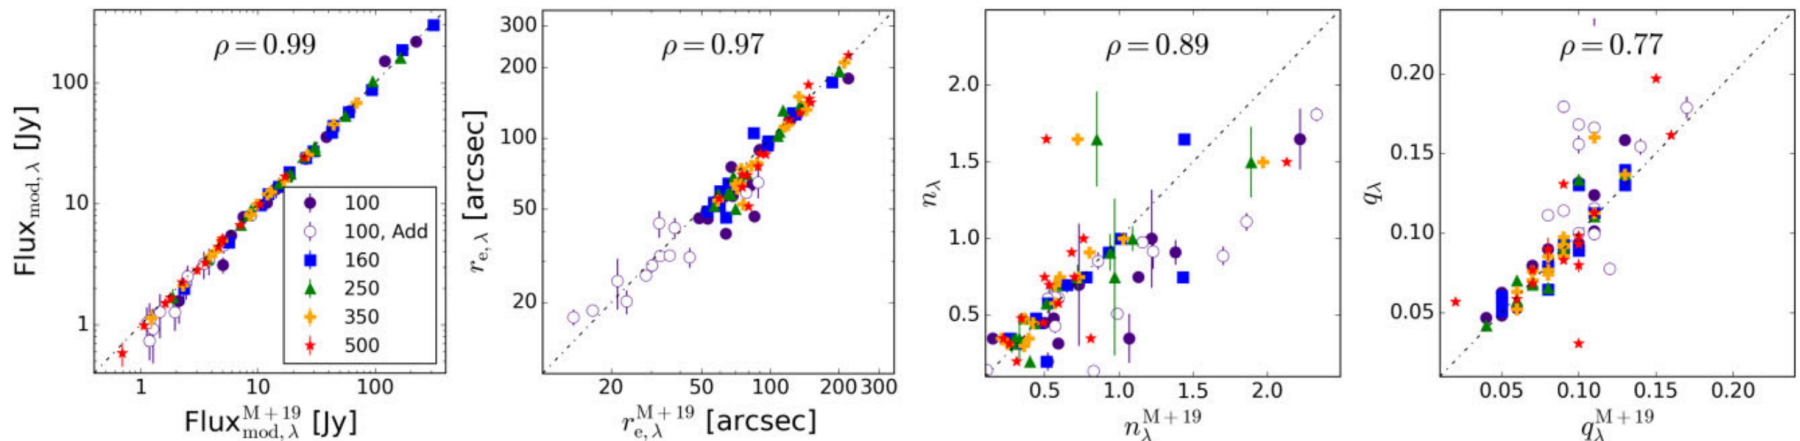 ρ = 0.99
100
10
1
Flux_mod, λ [Jy]
100
100, Add
160
250
350
500
1 10 100
Flux^M+19_mod, λ [Jy]
ρ = 0.97
300
200
100
50
20
r_e, λ [arcsec]
20 50 100 200 300
r^M+19_e, λ [arcsec]
ρ = 0.89
2.0
1.5
1.0
0.5
n_λ
0.5 1.0 1.5 2.0
n^M+19_λ
ρ = 0.77
0.20
0.15
0.10
0.05
q_λ
0.05 0.10 0.15 0.20
q^M+19_λ